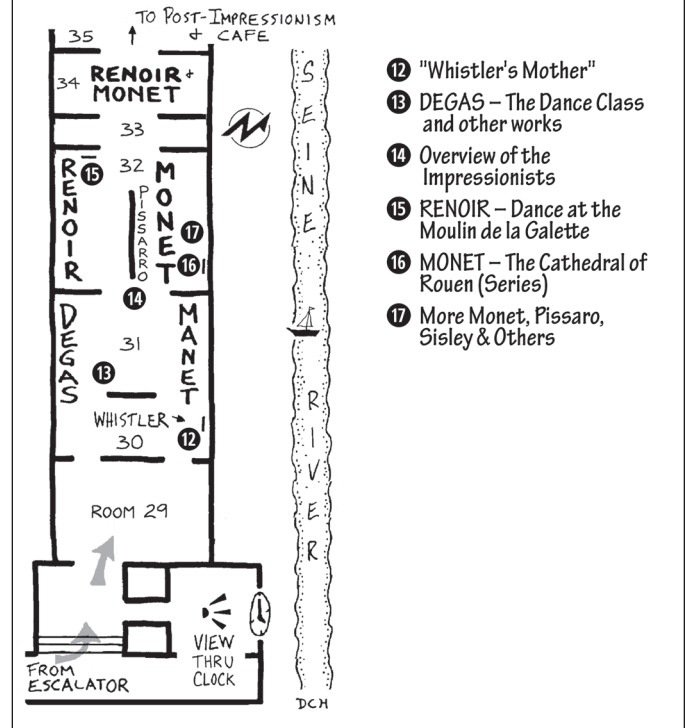 TO POST-IMPRESSIONISM
& CAFE
35
34
RENOIR &
MONET
33
32
RENOIR
15
PISSARRO
MONET
17
16
14
DEGAS
MANET
31
13
WHISTLER
12
30
ROOM 29
VIEW
THRU
CLOCK
FROM
ESCALATOR
SEINE
RIVER
DCH
12 "Whistler's Mother"
13 DEGAS – The Dance Class
and other works
14 Overview of the
Impressionists
15 RENOIR – Dance at the
Moulin de la Galette
16 MONET – The Cathedral of
Rouen (Series)
17 More Monet, Pissaro,
Sisley & Others